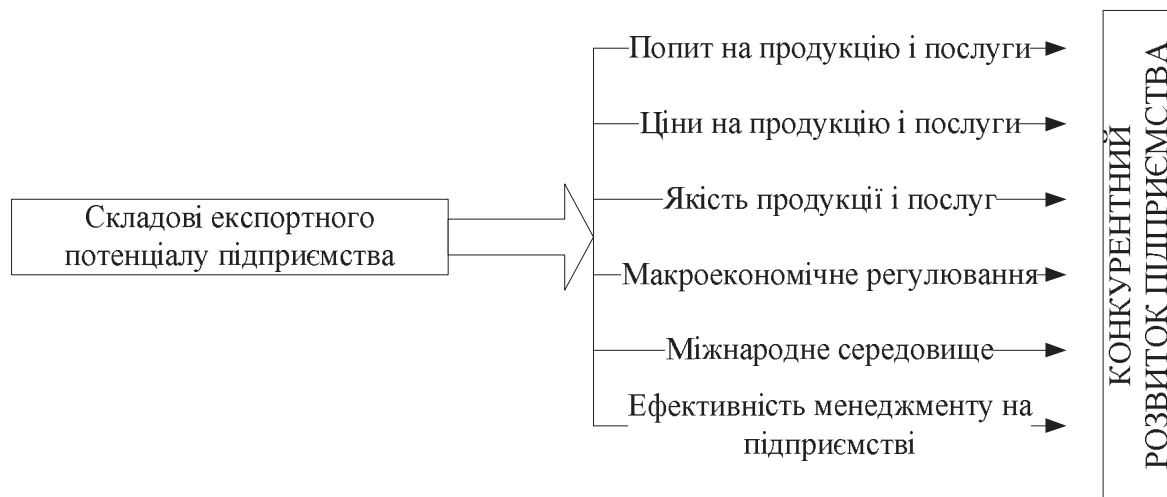 Складові експортного
потенціалу підприємства
Попит на продукцію і послуги
Ціни на продукцію і послуги
Якість продукції і послуг
Макроекономічне регулювання
Міжнародне середовище
Ефективність менеджменту на
підприємстві
КОНКУРЕНТНИЙ
РОЗВИТОК ПІДПРИЄМСТВА